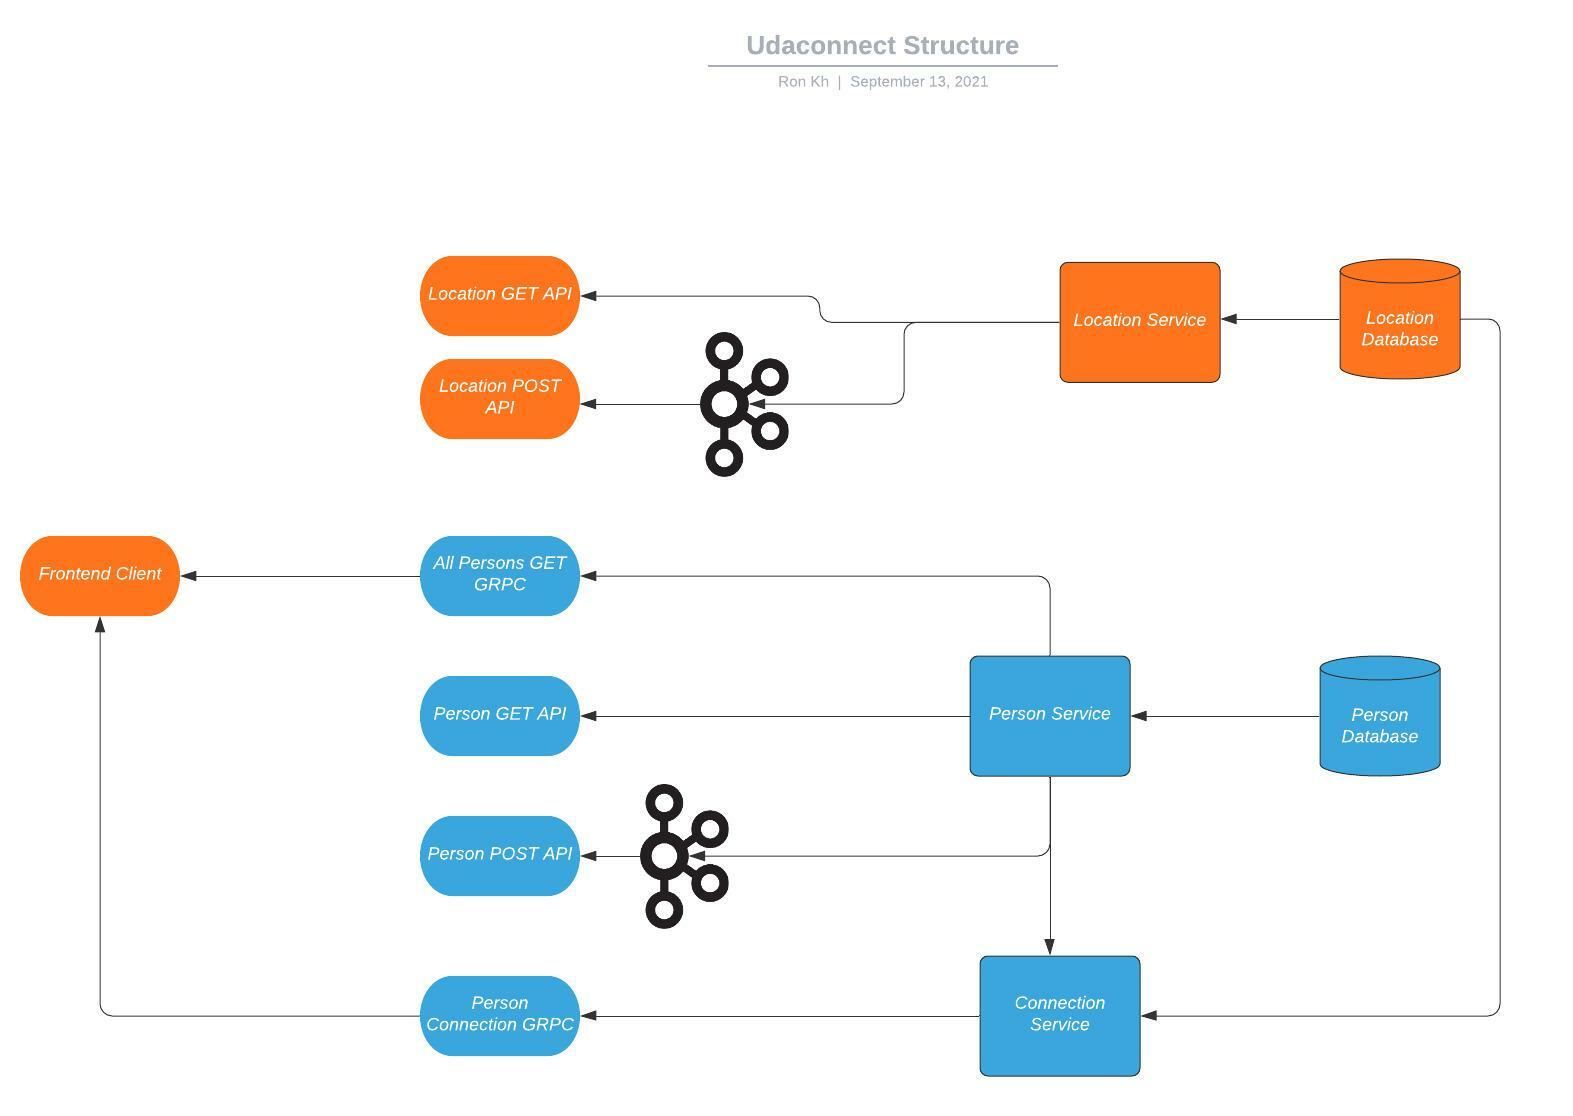 Udaconnect Structure
Ron Kh | September 13, 2021
Location GET API
Location Service
Location
Database
Location POST
API
Frontend Client
All Persons GET
GRPC
Person GET API
Person Service
Person
Database
Person POST API
Person
Connection GRPC
Connection
Service